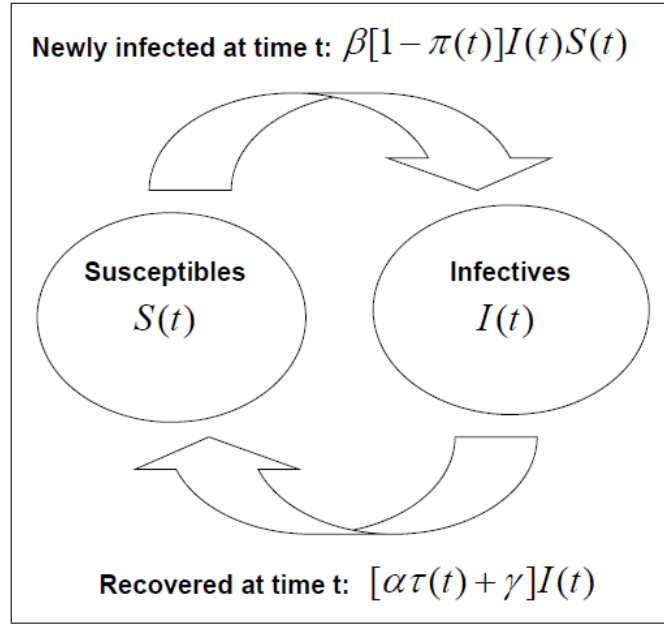 Newly infected at time t: β[1−π(t)]I(t)S(t)
Susceptibles
S(t)
Infectives
I(t)
Recovered at time t: [ατ(t)+γ]I(t)